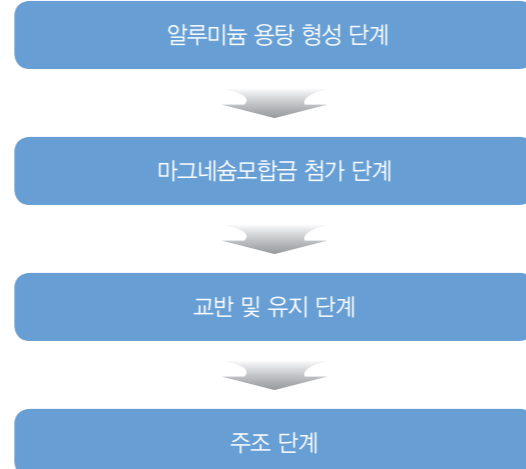 알루미늄 용탕 형성 단계
마그네슘모합금 첨가 단계
교반 및 유지 단계
주조 단계